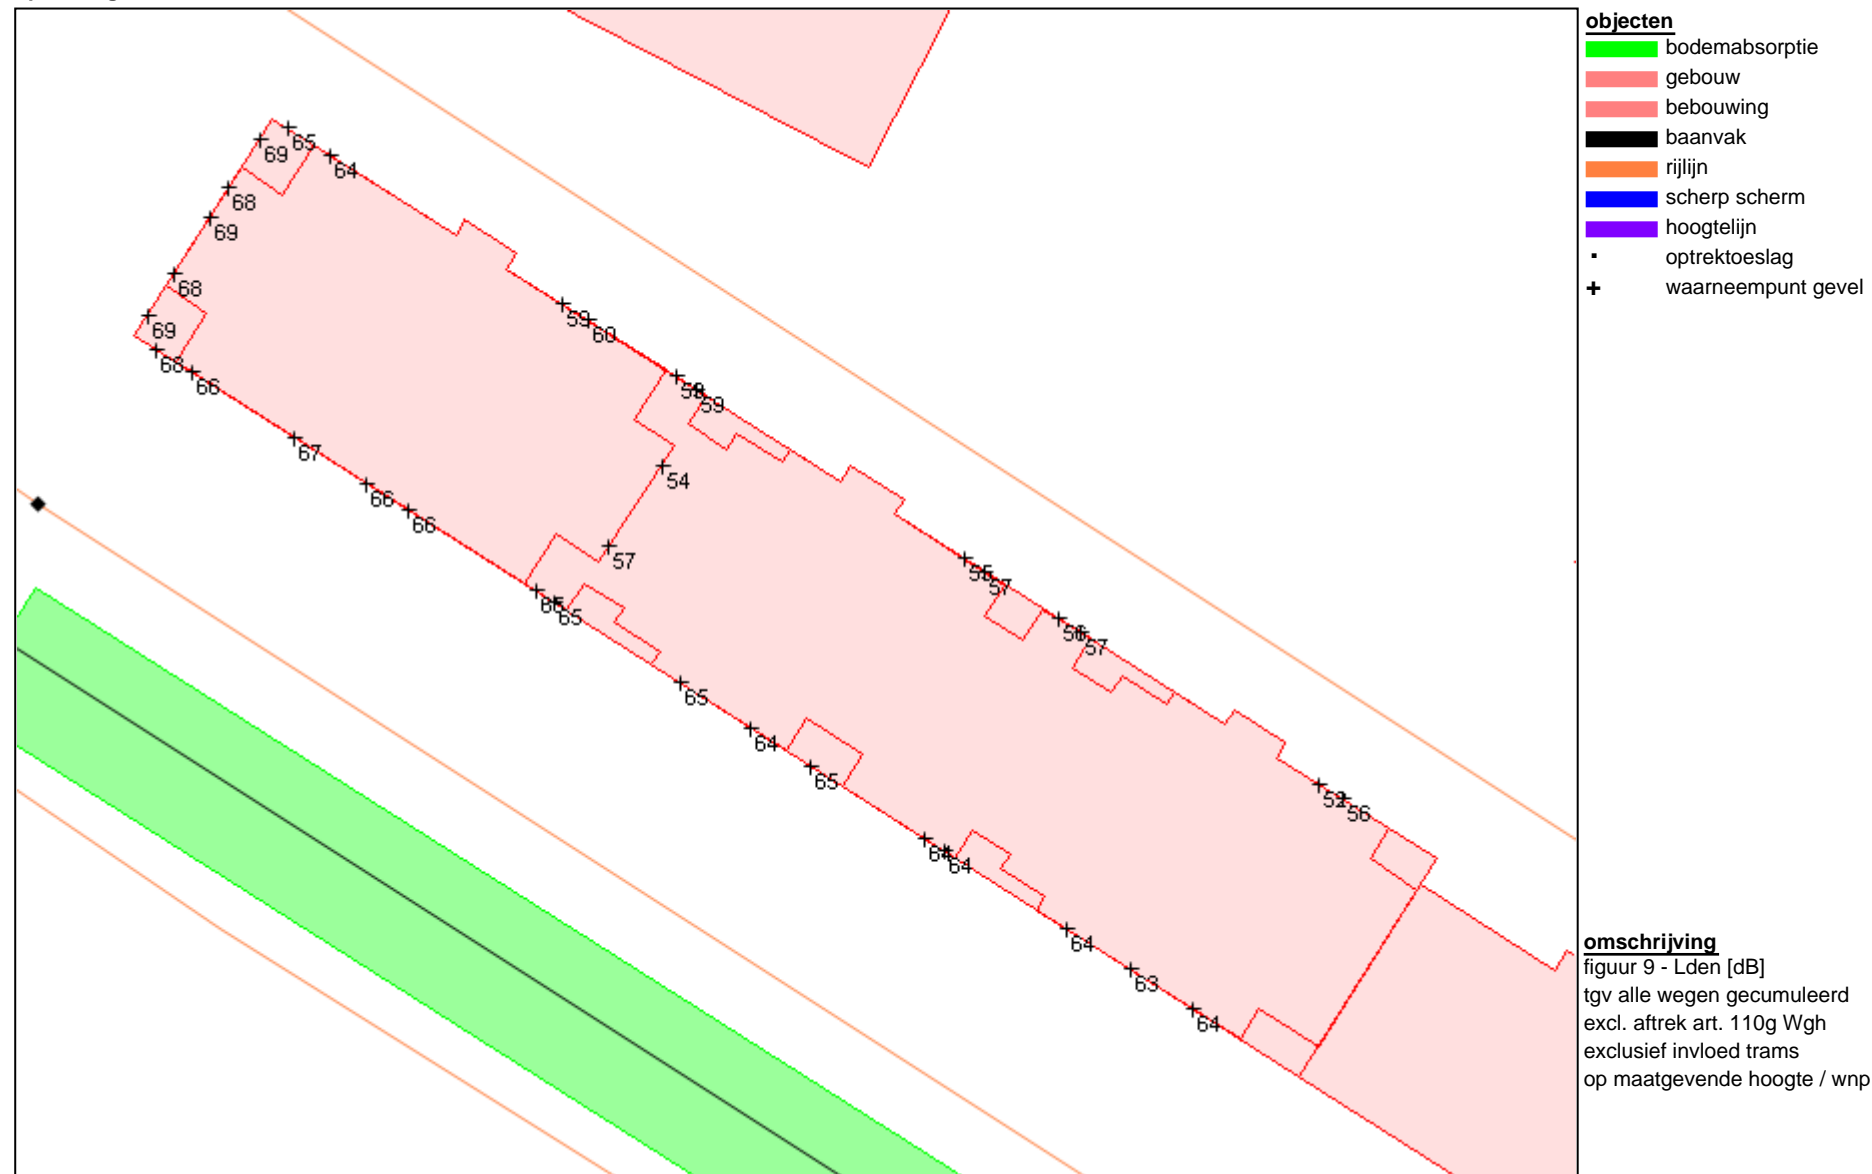 objecten
bodemabsorptie
gebouw
bebouwing
baanvak
rijlijn
scherp scherm
hoogtelijn
optrektoeslag
waarneempunt gevel
65
69
64
68
69
68
69
68
66
59
60
59
67
54
66
66
57
65
57
57
65
64
65
56
64
64
63
64
omschrijving
figuur 9 - Lden [dB]
tgv alle wegen gecumuleerd
excl. aftrek art. 110g Wgh
exclusief invloed trams
op maatgevende hoogte / wnp